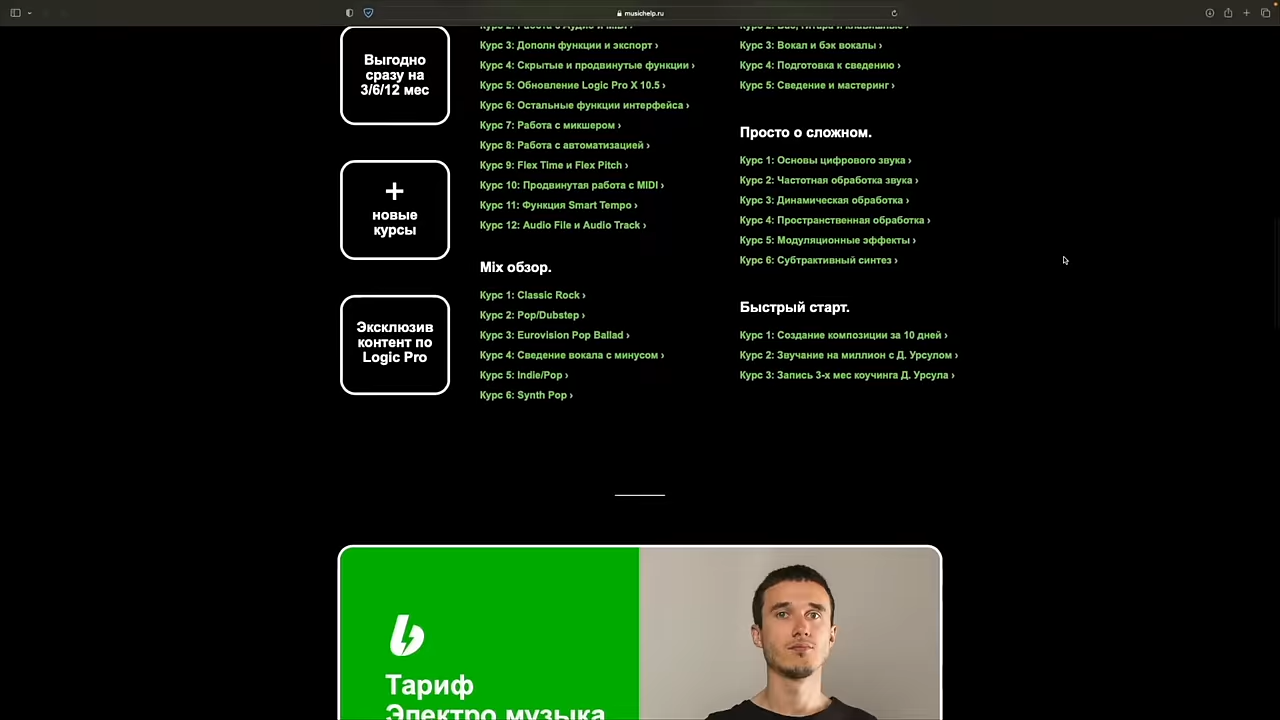 musichelp.ru
Выгодно
сразу на
3/6/12 мес
+
новые
курсы
Эксклюзив
контент по
Logic Pro
Курс 3: Дополн функции и экспорт ›
Курс 4: Скрытые и продвинутые функции ›
Курс 5: Обновление Logic Pro X 10.5 ›
Курс 6: Остальные функции интерфейса ›
Курс 7: Работа с микшером ›
Курс 8: Работа с автоматизацией ›
Курс 9: Flex Time и Flex Pitch ›
Курс 10: Продвинутая работа с MIDI ›
Курс 11: Функция Smart Tempo ›
Курс 12: Audio File и Audio Track ›
Mix обзор.
Курс 1: Classic Rock ›
Курс 2: Pop/Dubstep ›
Курс 3: Eurovision Pop Ballad ›
Курс 4: Сведение вокала с минусом ›
Курс 5: Indie/Pop ›
Курс 6: Synth Pop ›
Курс 3: Вокал и бэк вокалы ›
Курс 4: Подготовка к сведению ›
Курс 5: Сведение и мастеринг ›
Просто о сложном.
Курс 1: Основы цифрового звука ›
Курс 2: Частотная обработка звука ›
Курс 3: Динамическая обработка ›
Курс 4: Пространственная обработка ›
Курс 5: Модуляционные эффекты ›
Курс 6: Субтрактивный синтез ›
Быстрый старт.
Курс 1: Создание композиции за 10 дней ›
Курс 2: Звучание на миллион с Д. Урсулом ›
Курс 3: Запись 3-х мес коучинга Д. Урсула ›
Тариф
Электро музыка